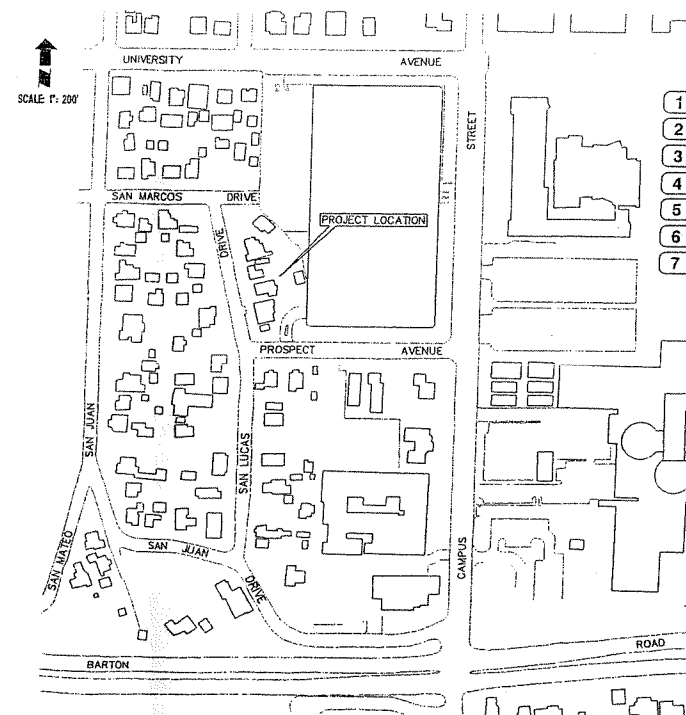 UNIVERSITY AVENUE
SCALE 1": 200'
STREET
1
2
3
4
5
6
7
SAN MARCOS DRIVE
PROJECT LOCATION
DRIVE
PROSPECT AVENUE
SAN JUAN
SAN LUCAS
SAN MATEO
SAN JUAN
DRIVE
CAMPUS
BARTON
ROAD